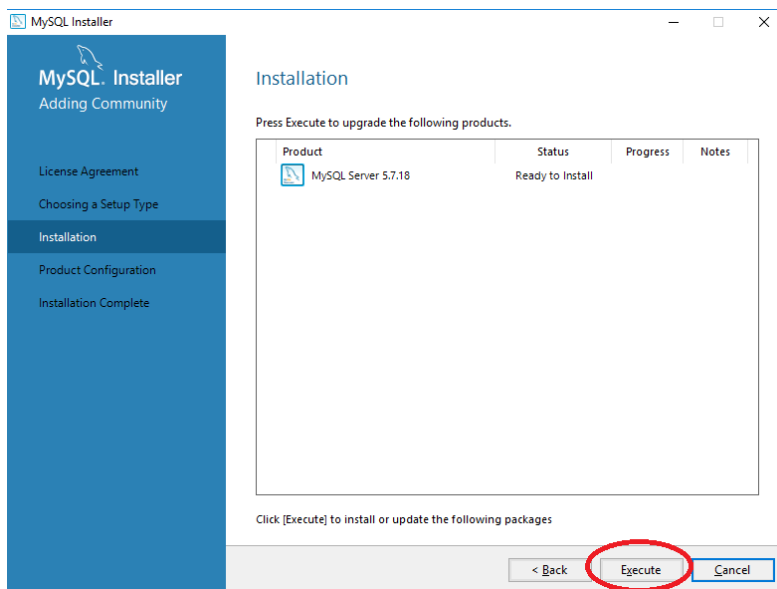 MySQL Installer
MySQL. Installer
Adding Community
License Agreement
Choosing a Setup Type
Installation
Product Configuration
Installation Complete
Installation
Press Execute to upgrade the following products.
Product Status Progress Notes
MySQL Server 5.7.18 Ready to Install
Click [Execute] to install or update the following packages
< Back Execute Cancel